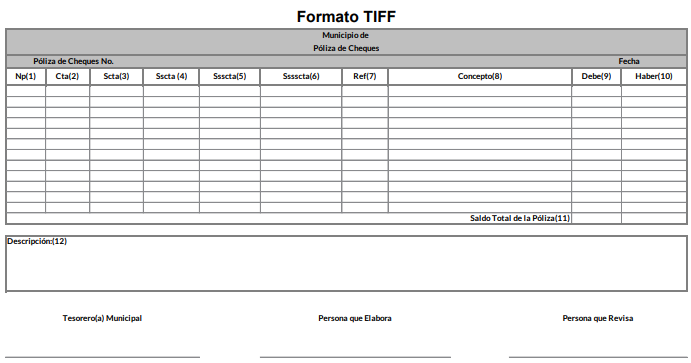 Formato TIFF
Municipio de
Póliza de Cheques
Póliza de Cheques No. Fecha
Np(1) Cta(2) Scta(3) Sscta (4) Ssscta(5) Sssscta(6) Ref(7) Concepto(8) Debe(9) Haber(10)
Saldo Total de la Póliza(11)
Descripción:(12)
Tesorero(a) Municipal Persona que Elabora Persona que Revisa